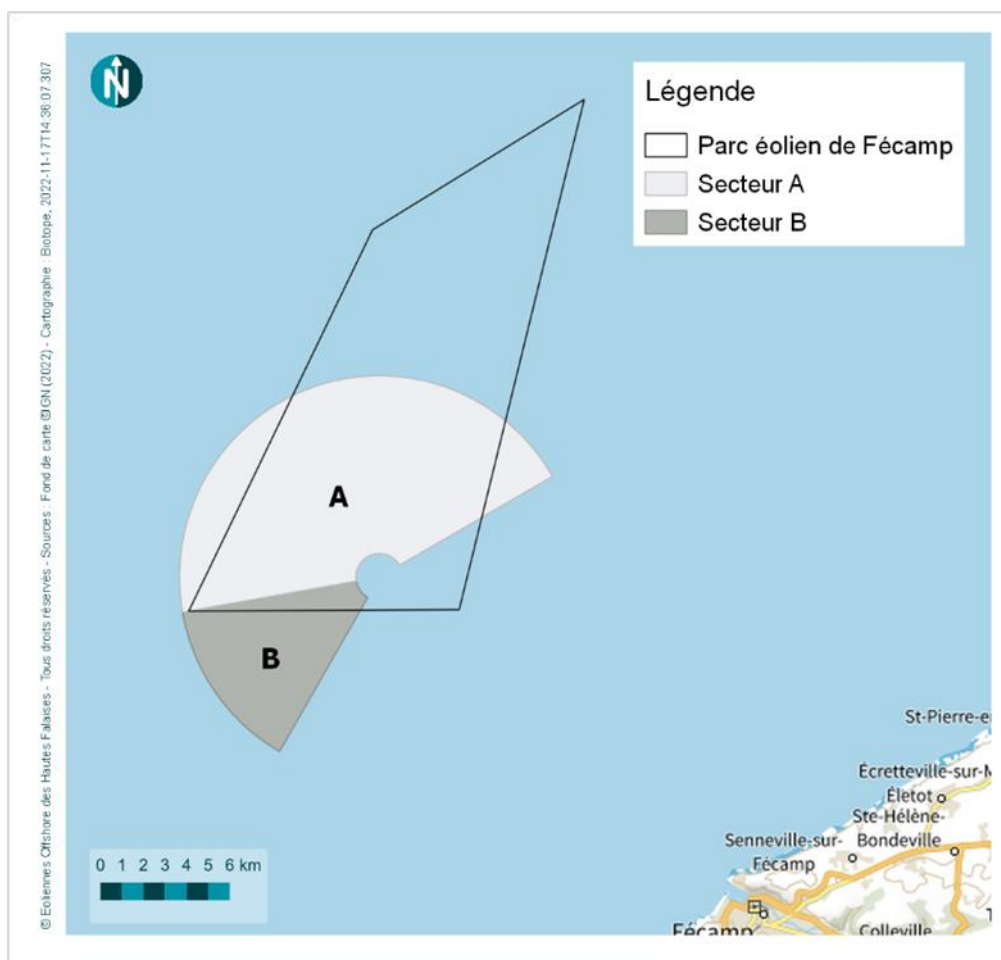 © Eoliennes Offshore des Hautes Falaises - Tous droits réservés - Sources : Fond de carte ©IGN (2022) - Cartographie : Biotope, 2022-11-17T14:36:07.307
N
Légende
Parc éolien de Fécamp
Secteur A
Secteur B
A
B
St-Pierre-e
Écretteville-sur-M
Életot
Ste-Hélène-
Bondeville
Senneville-sur-
Fécamp
Fécamp
Colleville
0 1 2 3 4 5 6 km